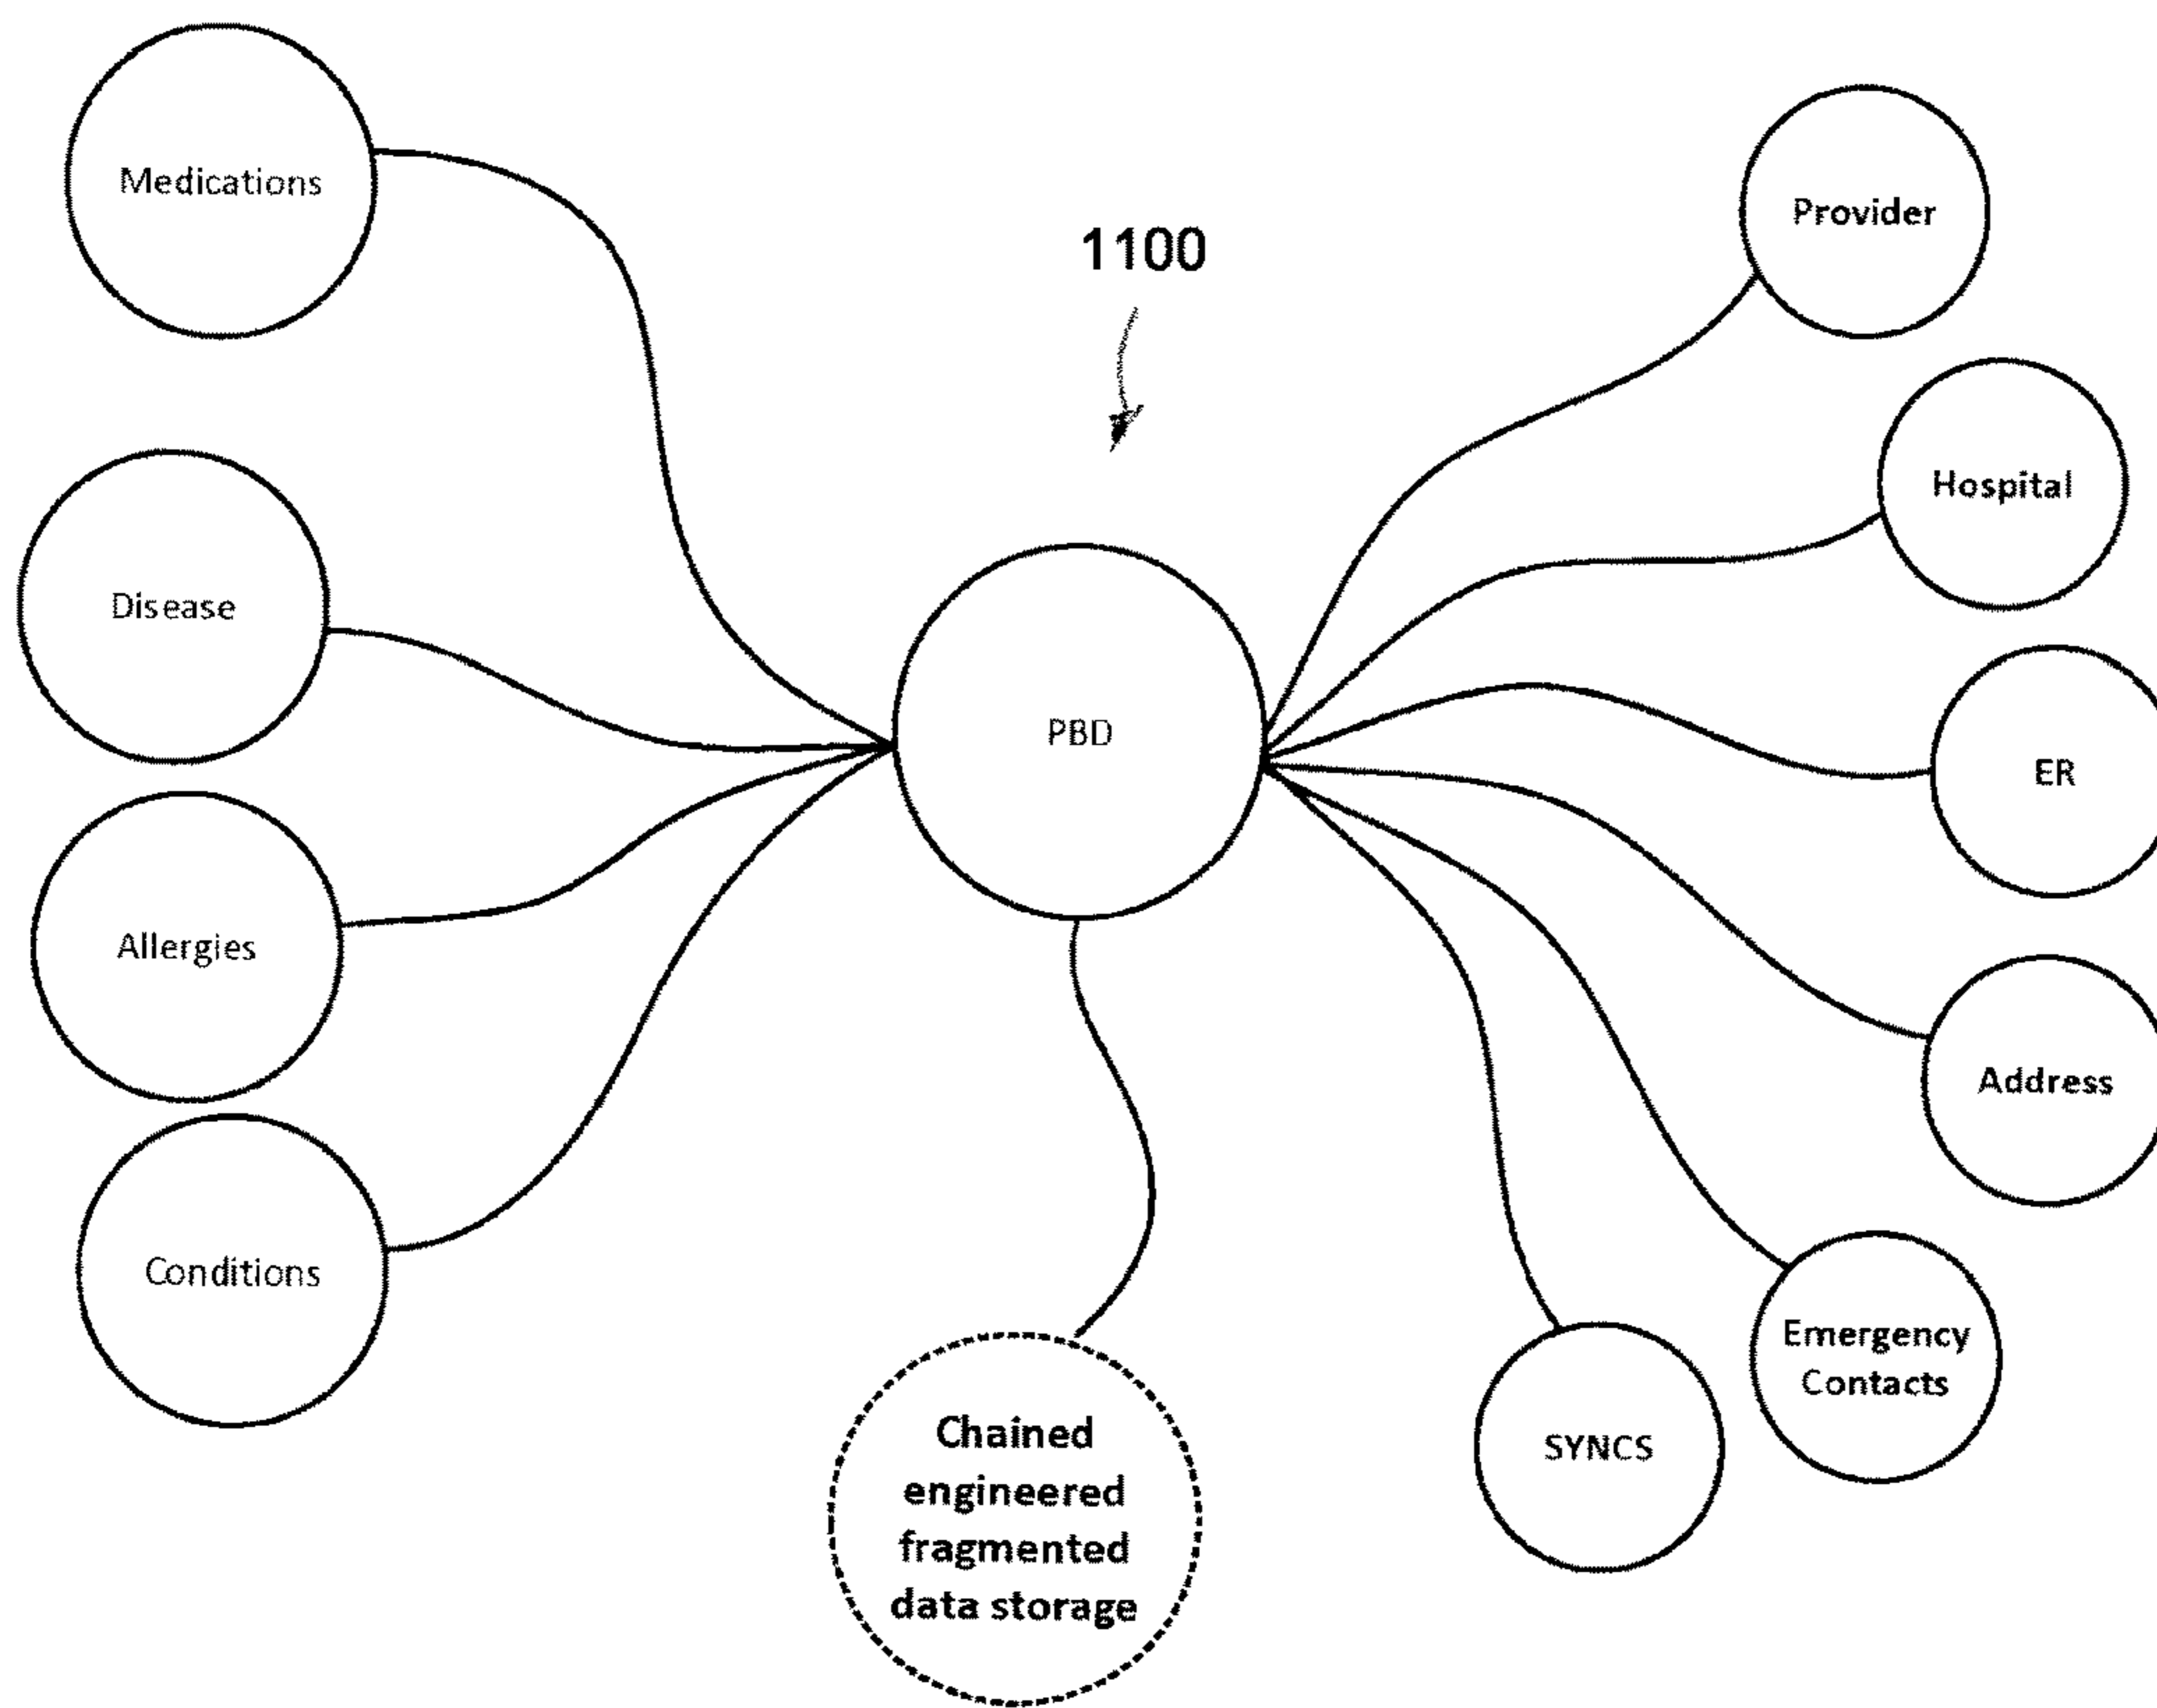 Medications
Provider
1100
Hospital
Disease
PBD
ER
Allergies
Address
Conditions
Emergency
Contacts
Chained
engineered
fragmented
data storage
SYNCS